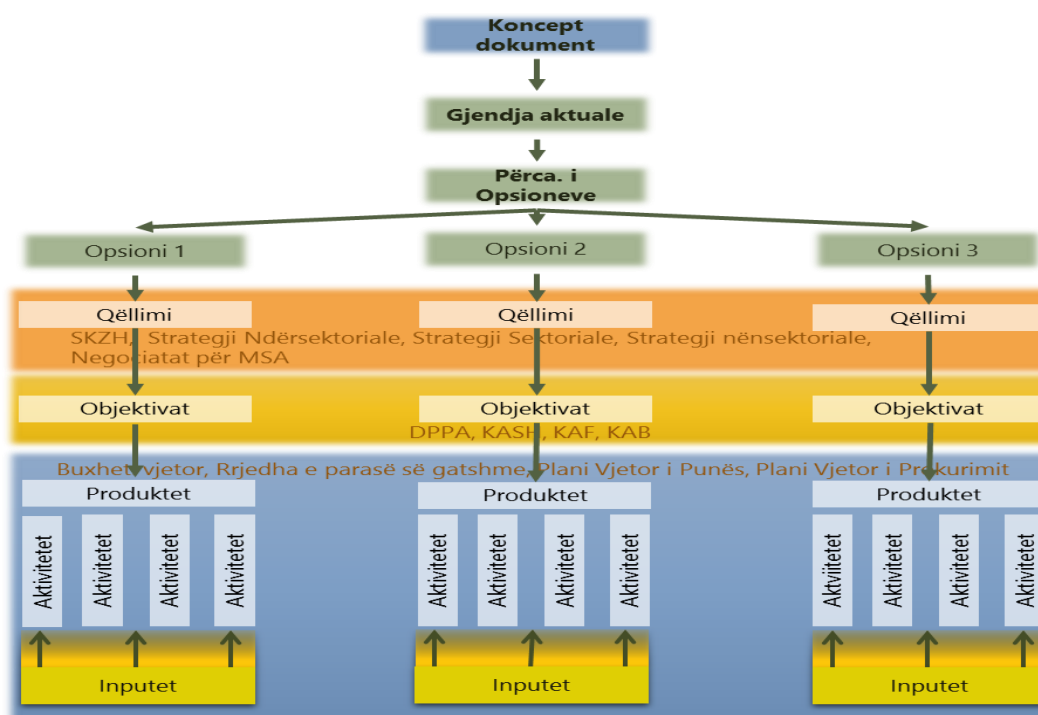 Koncept
dokument
Gjendja aktuale
Përca. i
Opsioneve
Opsioni 1
Opsioni 2
Opsioni 3
Qëllimi
Qëllimi
Qëllimi
SKZH, Strategji Ndërsektoriale, Strategji Sektoriale, Strategji nënsektoriale,
Negociatat për MSA
Objektivat
Objektivat
Objektivat
DPPA, KASH, KAF, KAB
Buxheti vjetor, Rrjedha e parasë së gatshme, Plani Vjetor i Punës, Plani Vjetor i Prokurimit
Produktet
Produktet
Produktet
Aktivitetet
Aktivitetet
Aktivitetet
Aktivitetet
Aktivitetet
Aktivitetet
Aktivitetet
Aktivitetet
Aktvliitetet
Aktivitetet
Aktivitetet
Aktivitetet
Inputet
Inputet
Inputet